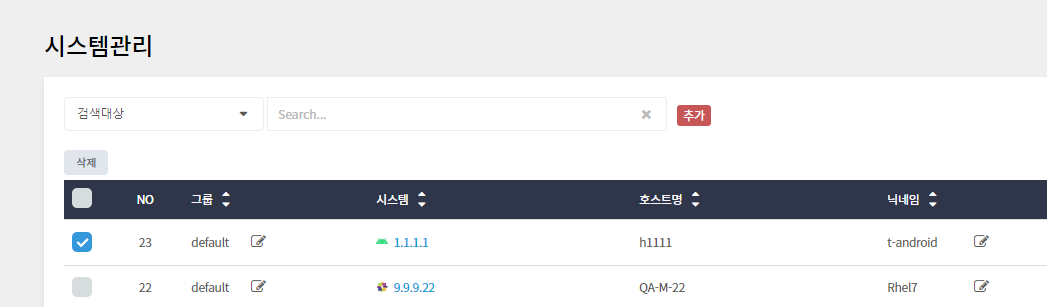 시스템관리
검색대상 Search... 추가
삭제
NO 그룹 시스템 호스트명 닉네임
23 default 1.1.1.1 h1111 t-android
22 default 9.9.9.22 QA-M-22 Rhel7